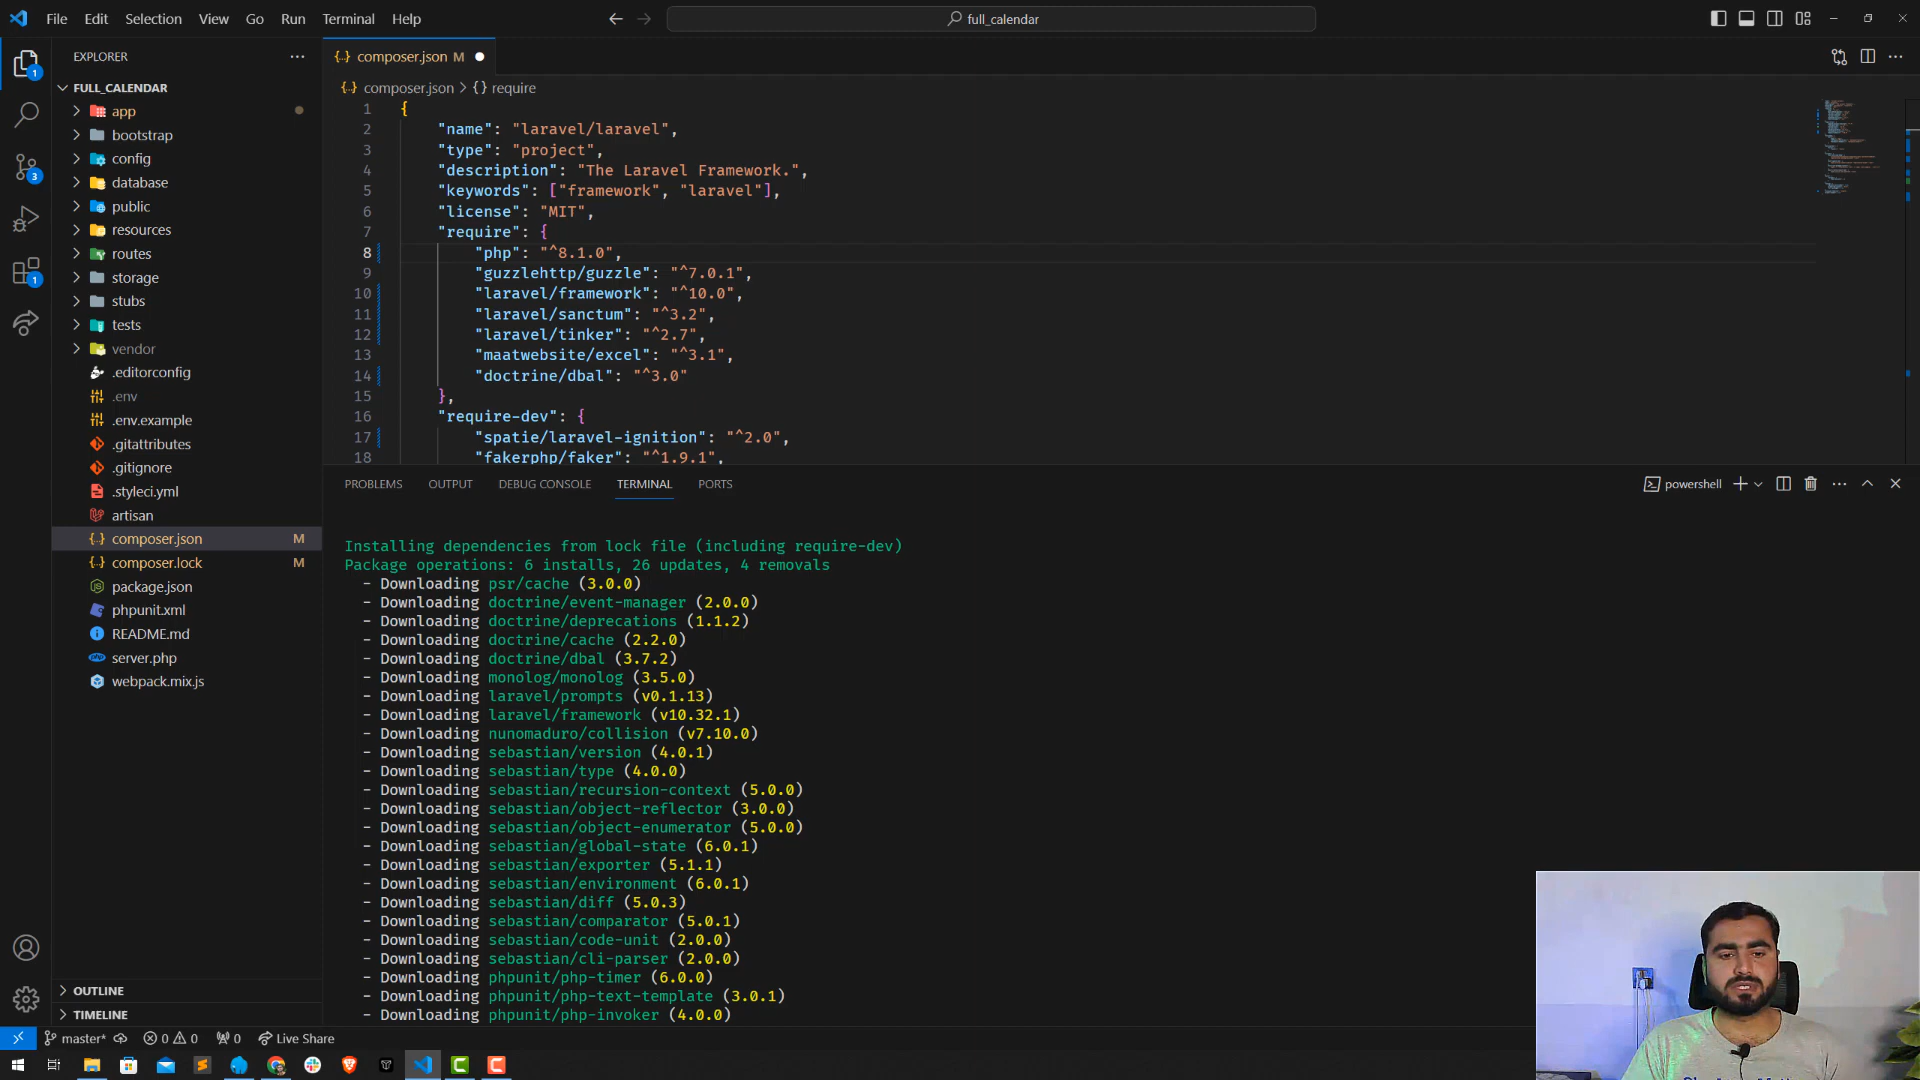 File Edit Selection View Go Run Terminal Help
full_calendar
EXPLORER
FULL_CALENDAR
app
bootstrap
config
database
public
resources
routes
storage
stubs
tests
vendor
.editorconfig
.env
.env.example
.gitattributes
.gitignore
.styleci.yml
artisan
composer.json M
composer.lock M
package.json
phpunit.xml
README.md
server.php
webpack.mix.js
OUTLINE
TIMELINE
1
3
1
composer.json M
composer.json > {} require
1 {
2 "name": "laravel/laravel",
3 "type": "project",
4 "description": "The Laravel Framework.",
5 "keywords": ["framework", "laravel"],
6 "license": "MIT",
7 "require": {
8 "php": "^8.1.0",
9 "guzzlehttp/guzzle": "^7.0.1",
10 "laravel/framework": "^10.0",
11 "laravel/sanctum": "^3.2",
12 "laravel/tinker": "^2.7",
13 "maatwebsite/excel": "^3.1",
14 "doctrine/dbal": "^3.0"
15 },
16 "require-dev": {
17 "spatie/laravel-ignition": "^2.0",
18 "fakerphp/faker": "^1.9.1",
PROBLEMS OUTPUT DEBUG CONSOLE TERMINAL PORTS
powershell
Installing dependencies from lock file (including require-dev)
Package operations: 6 installs, 26 updates, 4 removals
- Downloading psr/cache (3.0.0)
- Downloading doctrine/event-manager (2.0.0)
- Downloading doctrine/deprecations (1.1.2)
- Downloading doctrine/cache (2.2.0)
- Downloading doctrine/dbal (3.7.2)
- Downloading monolog/monolog (3.5.0)
- Downloading laravel/prompts (v0.1.13)
- Downloading laravel/framework (v10.32.1)
- Downloading nunomaduro/collision (v7.10.0)
- Downloading sebastian/version (4.0.1)
- Downloading sebastian/type (4.0.0)
- Downloading sebastian/recursion-context (5.0.0)
- Downloading sebastian/object-reflector (3.0.0)
- Downloading sebastian/object-enumerator (5.0.0)
- Downloading sebastian/global-state (6.0.1)
- Downloading sebastian/exporter (5.1.1)
- Downloading sebastian/environment (6.0.1)
- Downloading sebastian/diff (5.0.3)
- Downloading sebastian/comparator (5.0.1)
- Downloading sebastian/code-unit (2.0.0)
- Downloading sebastian/cli-parser (2.0.0)
- Downloading phpunit/php-timer (6.0.0)
- Downloading phpunit/php-text-template (3.0.1)
- Downloading phpunit/php-invoker (4.0.0)
master* 0 0 0 Live Share